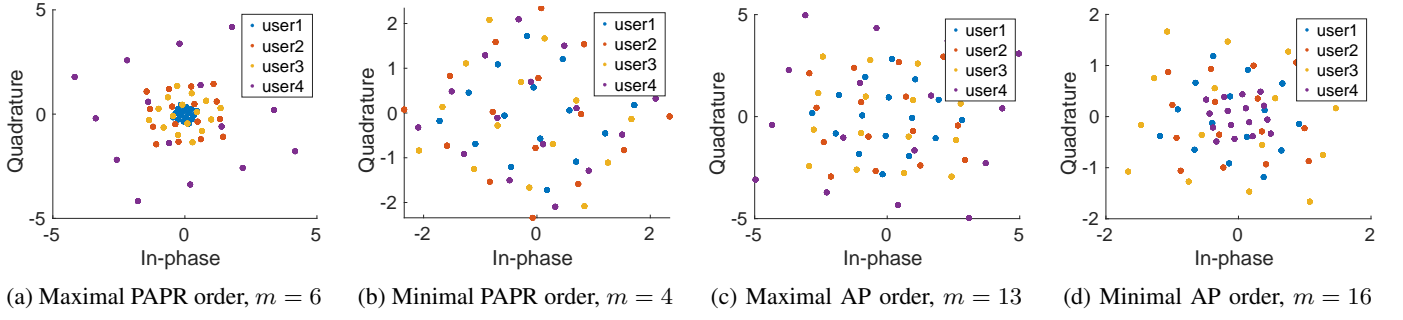 5
0
-5
-5
0
5
Quadrature
In-phase
user1
user2
user3
user4
(a) Maximal PAPR order, m = 6
2
1
0
-1
-2
-2
0
2
Quadrature
In-phase
user1
user2
user3
user4
(b) Minimal PAPR order, m = 4
5
0
-5
-5
0
5
Quadrature
In-phase
user1
user2
user3
user4
(c) Maximal AP order, m = 13
2
1
0
-1
-2
-2
0
2
Quadrature
In-phase
user1
user2
user3
user4
(d) Minimal AP order, m = 16